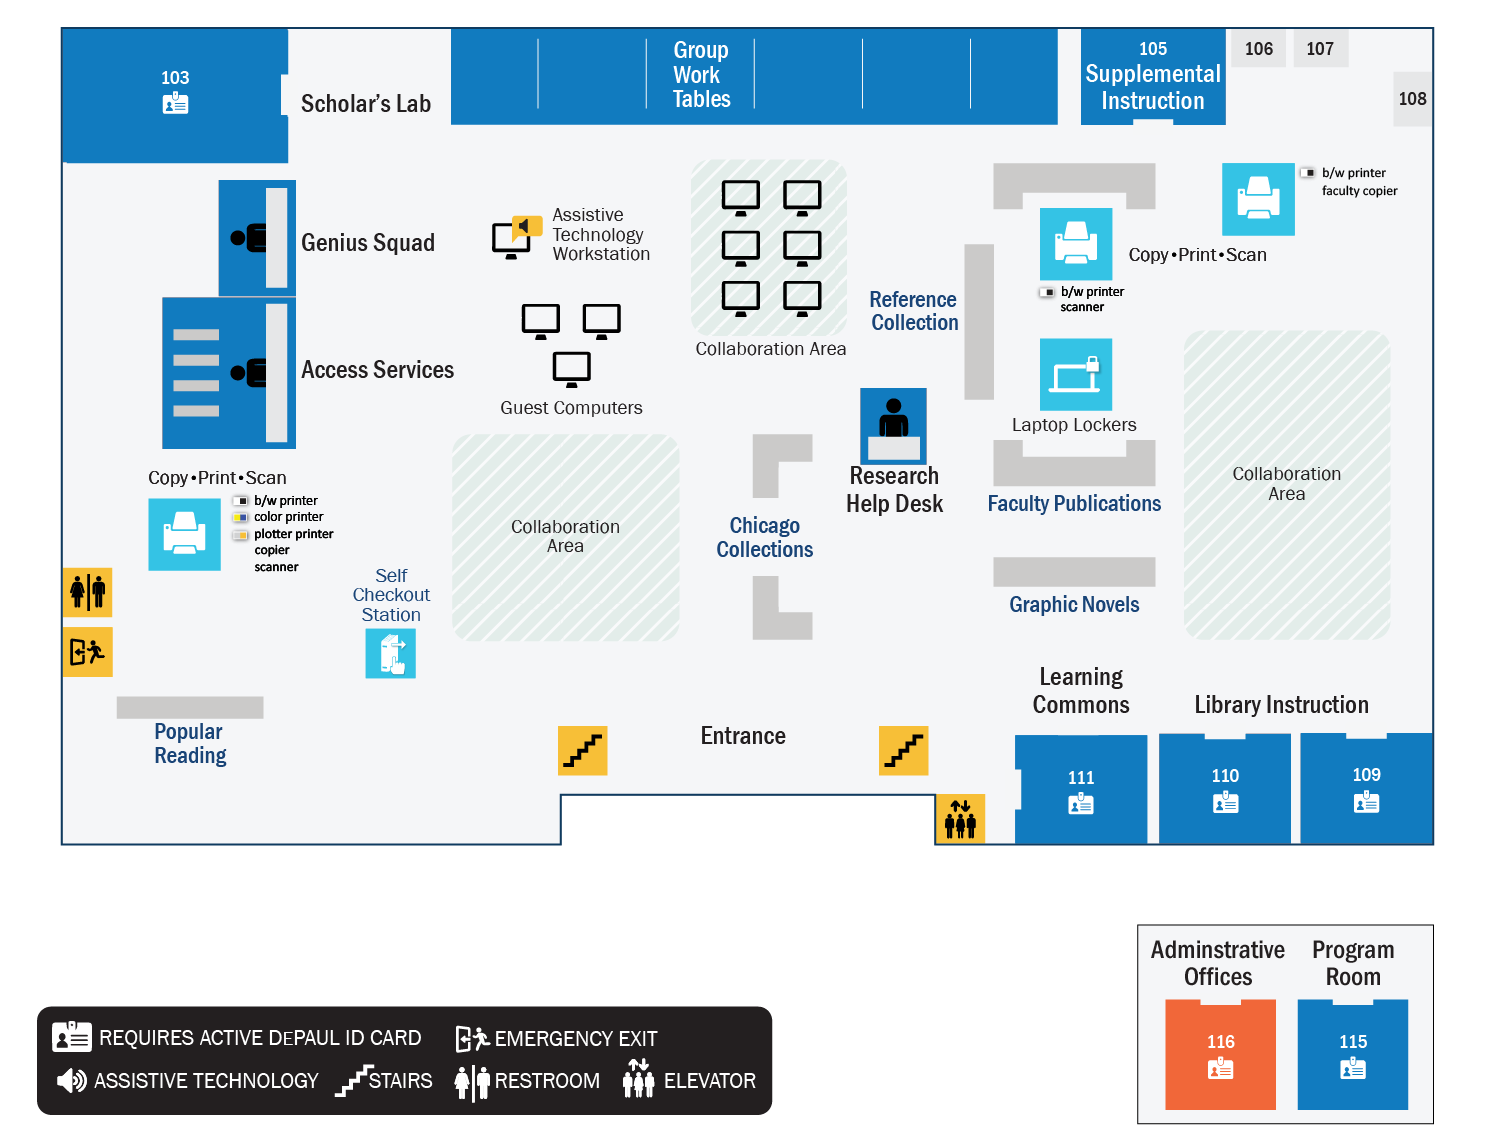 103
Scholar's Lab
Group
Work
Tables
105
Supplemental
Instruction
106
107
108
b/w printer
faculty copier
Genius Squad
Assistive
Technology
Workstation
Copy•Print•Scan
b/w printer
scanner
Reference
Collection
Collaboration Area
Access Services
Guest Computers
Laptop Lockers
Research
Help Desk
Faculty Publications
Collaboration
Area
Copy•Print•Scan
b/w printer
color printer
plotter printer
copier
scanner
Collaboration
Area
Chicago
Collections
Self
Checkout
Station
Graphic Novels
Popular
Reading
Entrance
Learning
Commons
Library Instruction
111
110
109
Adminstrative
Offices
Program
Room
116
115
REQUIRES ACTIVE DEPAUL ID CARD
EMERGENCY EXIT
ASSISTIVE TECHNOLOGY
STAIRS
RESTROOM
ELEVATOR